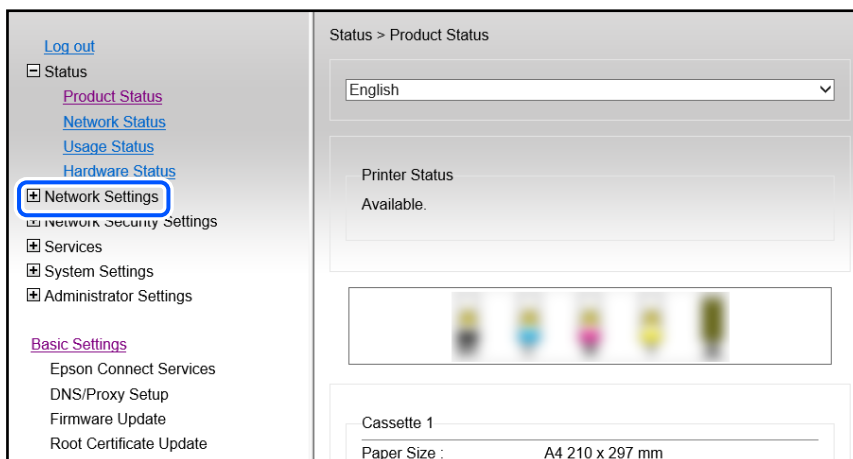 Log out
Status
Product Status
Network Status
Usage Status
Hardware Status
Network Settings
Network Security Settings
Services
System Settings
Administrator Settings
Basic Settings
Epson Connect Services
DNS/Proxy Setup
Firmware Update
Root Certificate Update
Status > Product Status
English
Printer Status
Available.
Cassette 1
Paper Size : A4 210 x 297 mm